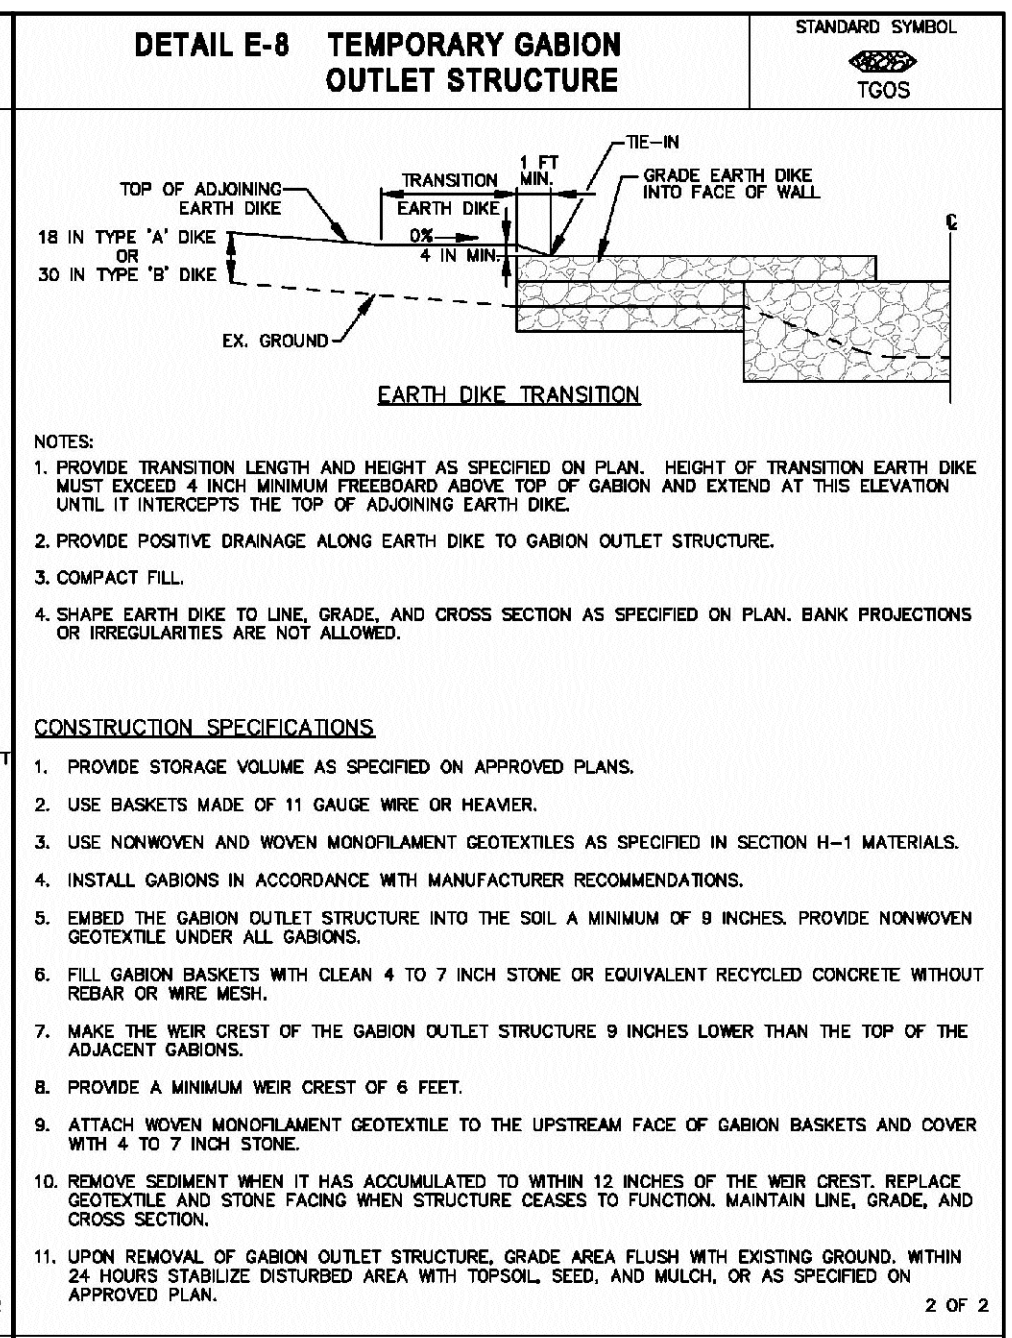 DETAIL E-8 TEMPORARY GABION
OUTLET STRUCTURE
STANDARD SYMBOL
TGOS
TIE-IN
1 FT
MIN.
TRANSITION
EARTH DIKE
GRADE EARTH DIKE
INTO FACE OF WALL
TOP OF ADJOINING
EARTH DIKE
18 IN TYPE 'A' DIKE
OR
30 IN TYPE 'B' DIKE
0%
4 IN MIN.
℄
EX. GROUND
EARTH DIKE TRANSITION
NOTES:
1. PROVIDE TRANSITION LENGTH AND HEIGHT AS SPECIFIED ON PLAN. HEIGHT OF TRANSITION EARTH DIKE
MUST EXCEED 4 INCH MINIMUM FREEBOARD ABOVE TOP OF GABION AND EXTEND AT THIS ELEVATION
UNTIL IT INTERCEPTS THE TOP OF ADJOINING EARTH DIKE.
2. PROVIDE POSITIVE DRAINAGE ALONG EARTH DIKE TO GABION OUTLET STRUCTURE.
3. COMPACT FILL.
4. SHAPE EARTH DIKE TO LINE, GRADE, AND CROSS SECTION AS SPECIFIED ON PLAN. BANK PROJECTIONS
OR IRREGULARITIES ARE NOT ALLOWED.
CONSTRUCTION SPECIFICATIONS
T
1. PROVIDE STORAGE VOLUME AS SPECIFIED ON APPROVED PLANS.
2. USE BASKETS MADE OF 11 GAUGE WIRE OR HEAVIER.
3. USE NONWOVEN AND WOVEN MONOFILAMENT GEOTEXTILES AS SPECIFIED IN SECTION H-1 MATERIALS.
4. INSTALL GABIONS IN ACCORDANCE WITH MANUFACTURER RECOMMENDATIONS.
5. EMBED THE GABION OUTLET STRUCTURE INTO THE SOIL A MINIMUM OF 9 INCHES. PROVIDE NONWOVEN
GEOTEXTILE UNDER ALL GABIONS.
6. FILL GABION BASKETS WITH CLEAN 4 TO 7 INCH STONE OR EQUIVALENT RECYCLED CONCRETE WITHOUT
REBAR OR WIRE MESH.
7. MAKE THE WEIR CREST OF THE GABION OUTLET STRUCTURE 9 INCHES LOWER THAN THE TOP OF THE
ADJACENT GABIONS.
8. PROVIDE A MINIMUM WEIR CREST OF 6 FEET.
9. ATTACH WOVEN MONOFILAMENT GEOTEXTILE TO THE UPSTREAM FACE OF GABION BASKETS AND COVER
WITH 4 TO 7 INCH STONE.
10. REMOVE SEDIMENT WHEN IT HAS ACCUMULATED TO WITHIN 12 INCHES OF THE WEIR CREST. REPLACE
GEOTEXTILE AND STONE FACING WHEN STRUCTURE CEASES TO FUNCTION. MAINTAIN LINE, GRADE, AND
CROSS SECTION.
11. UPON REMOVAL OF GABION OUTLET STRUCTURE, GRADE AREA FLUSH WITH EXISTING GROUND. WITHIN
24 HOURS STABILIZE DISTURBED AREA WITH TOPSOIL, SEED, AND MULCH, OR AS SPECIFIED ON
APPROVED PLAN.
2 OF 2